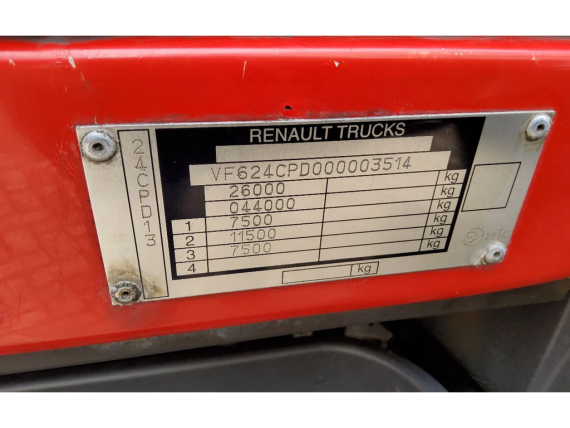 RENAULT TRUCKS
24CPD13
VF624CPD000003514
26000 kg
044000 kg
1 7500 kg
2 11500 kg
3 7500 kg
4
kg